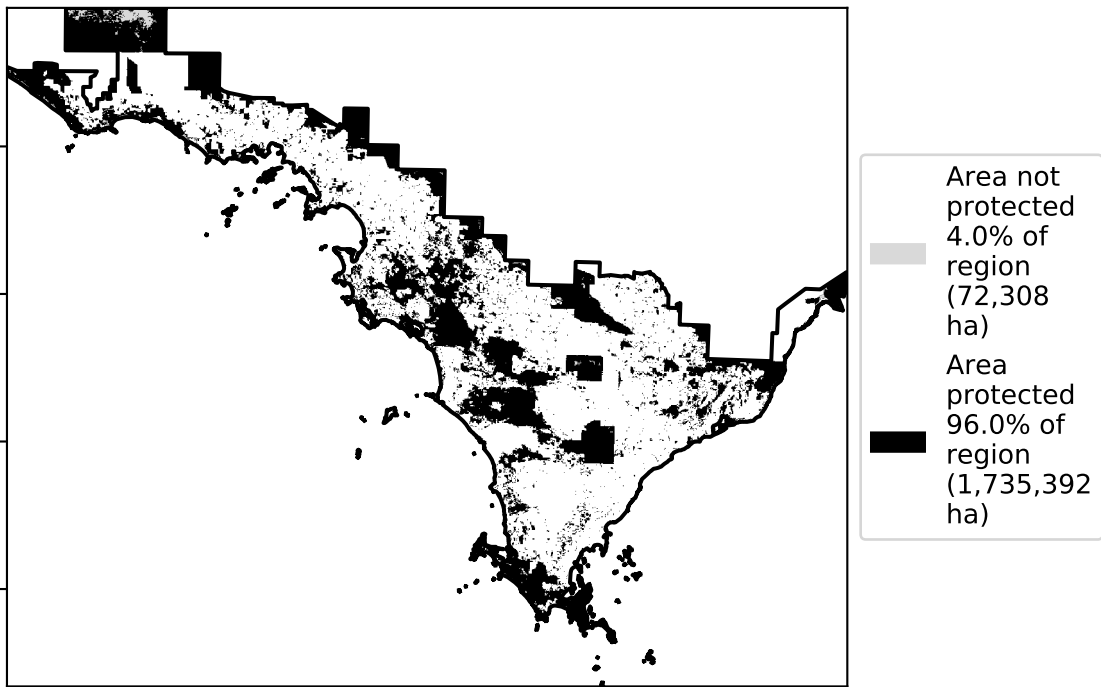 Area not
protected
4.0% of
region
(72,308
ha)
Area
protected
96.0% of
region
(1,735,392
ha)